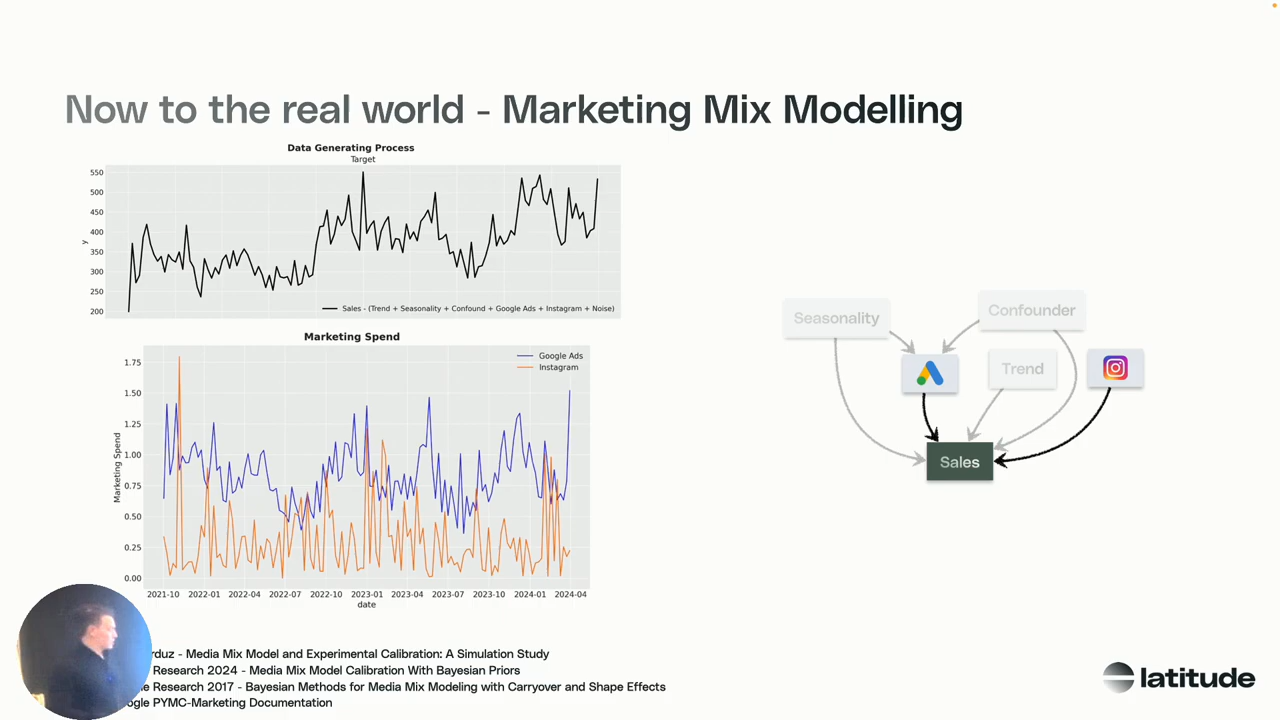 Now to the real world - Marketing Mix Modelling
Data Generating Process
Target
550
500
450
400
350
300
250
200
y
Sales - (Trend + Seasonality + Confound + Google Ads + Instagram + Noise)
Marketing Spend
Google Ads
Instagram
1.75
1.50
1.25
1.00
0.75
0.50
0.25
0.00
Marketing Spend
2021-10 2022-01 2022-04 2022-07 2022-10 2023-01 2023-04 2023-07 2023-10 2024-01 2024-04
date
Seasonality
Confounder
Trend
Sales
rduz - Media Mix Model and Experimental Calibration: A Simulation Study
Research 2024 - Media Mix Model Calibration With Bayesian Priors
Research 2017 - Bayesian Methods for Media Mix Modeling with Carryover and Shape Effects
PYMC-Marketing Documentation
latitude